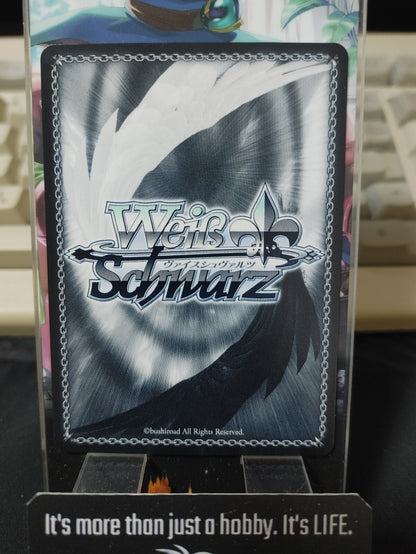 Weiß
Schwarz
ヴァイスシュヴァルツ
©bushiroad All Rights Reserved.
It's more than just a hobby. It's LIFE.